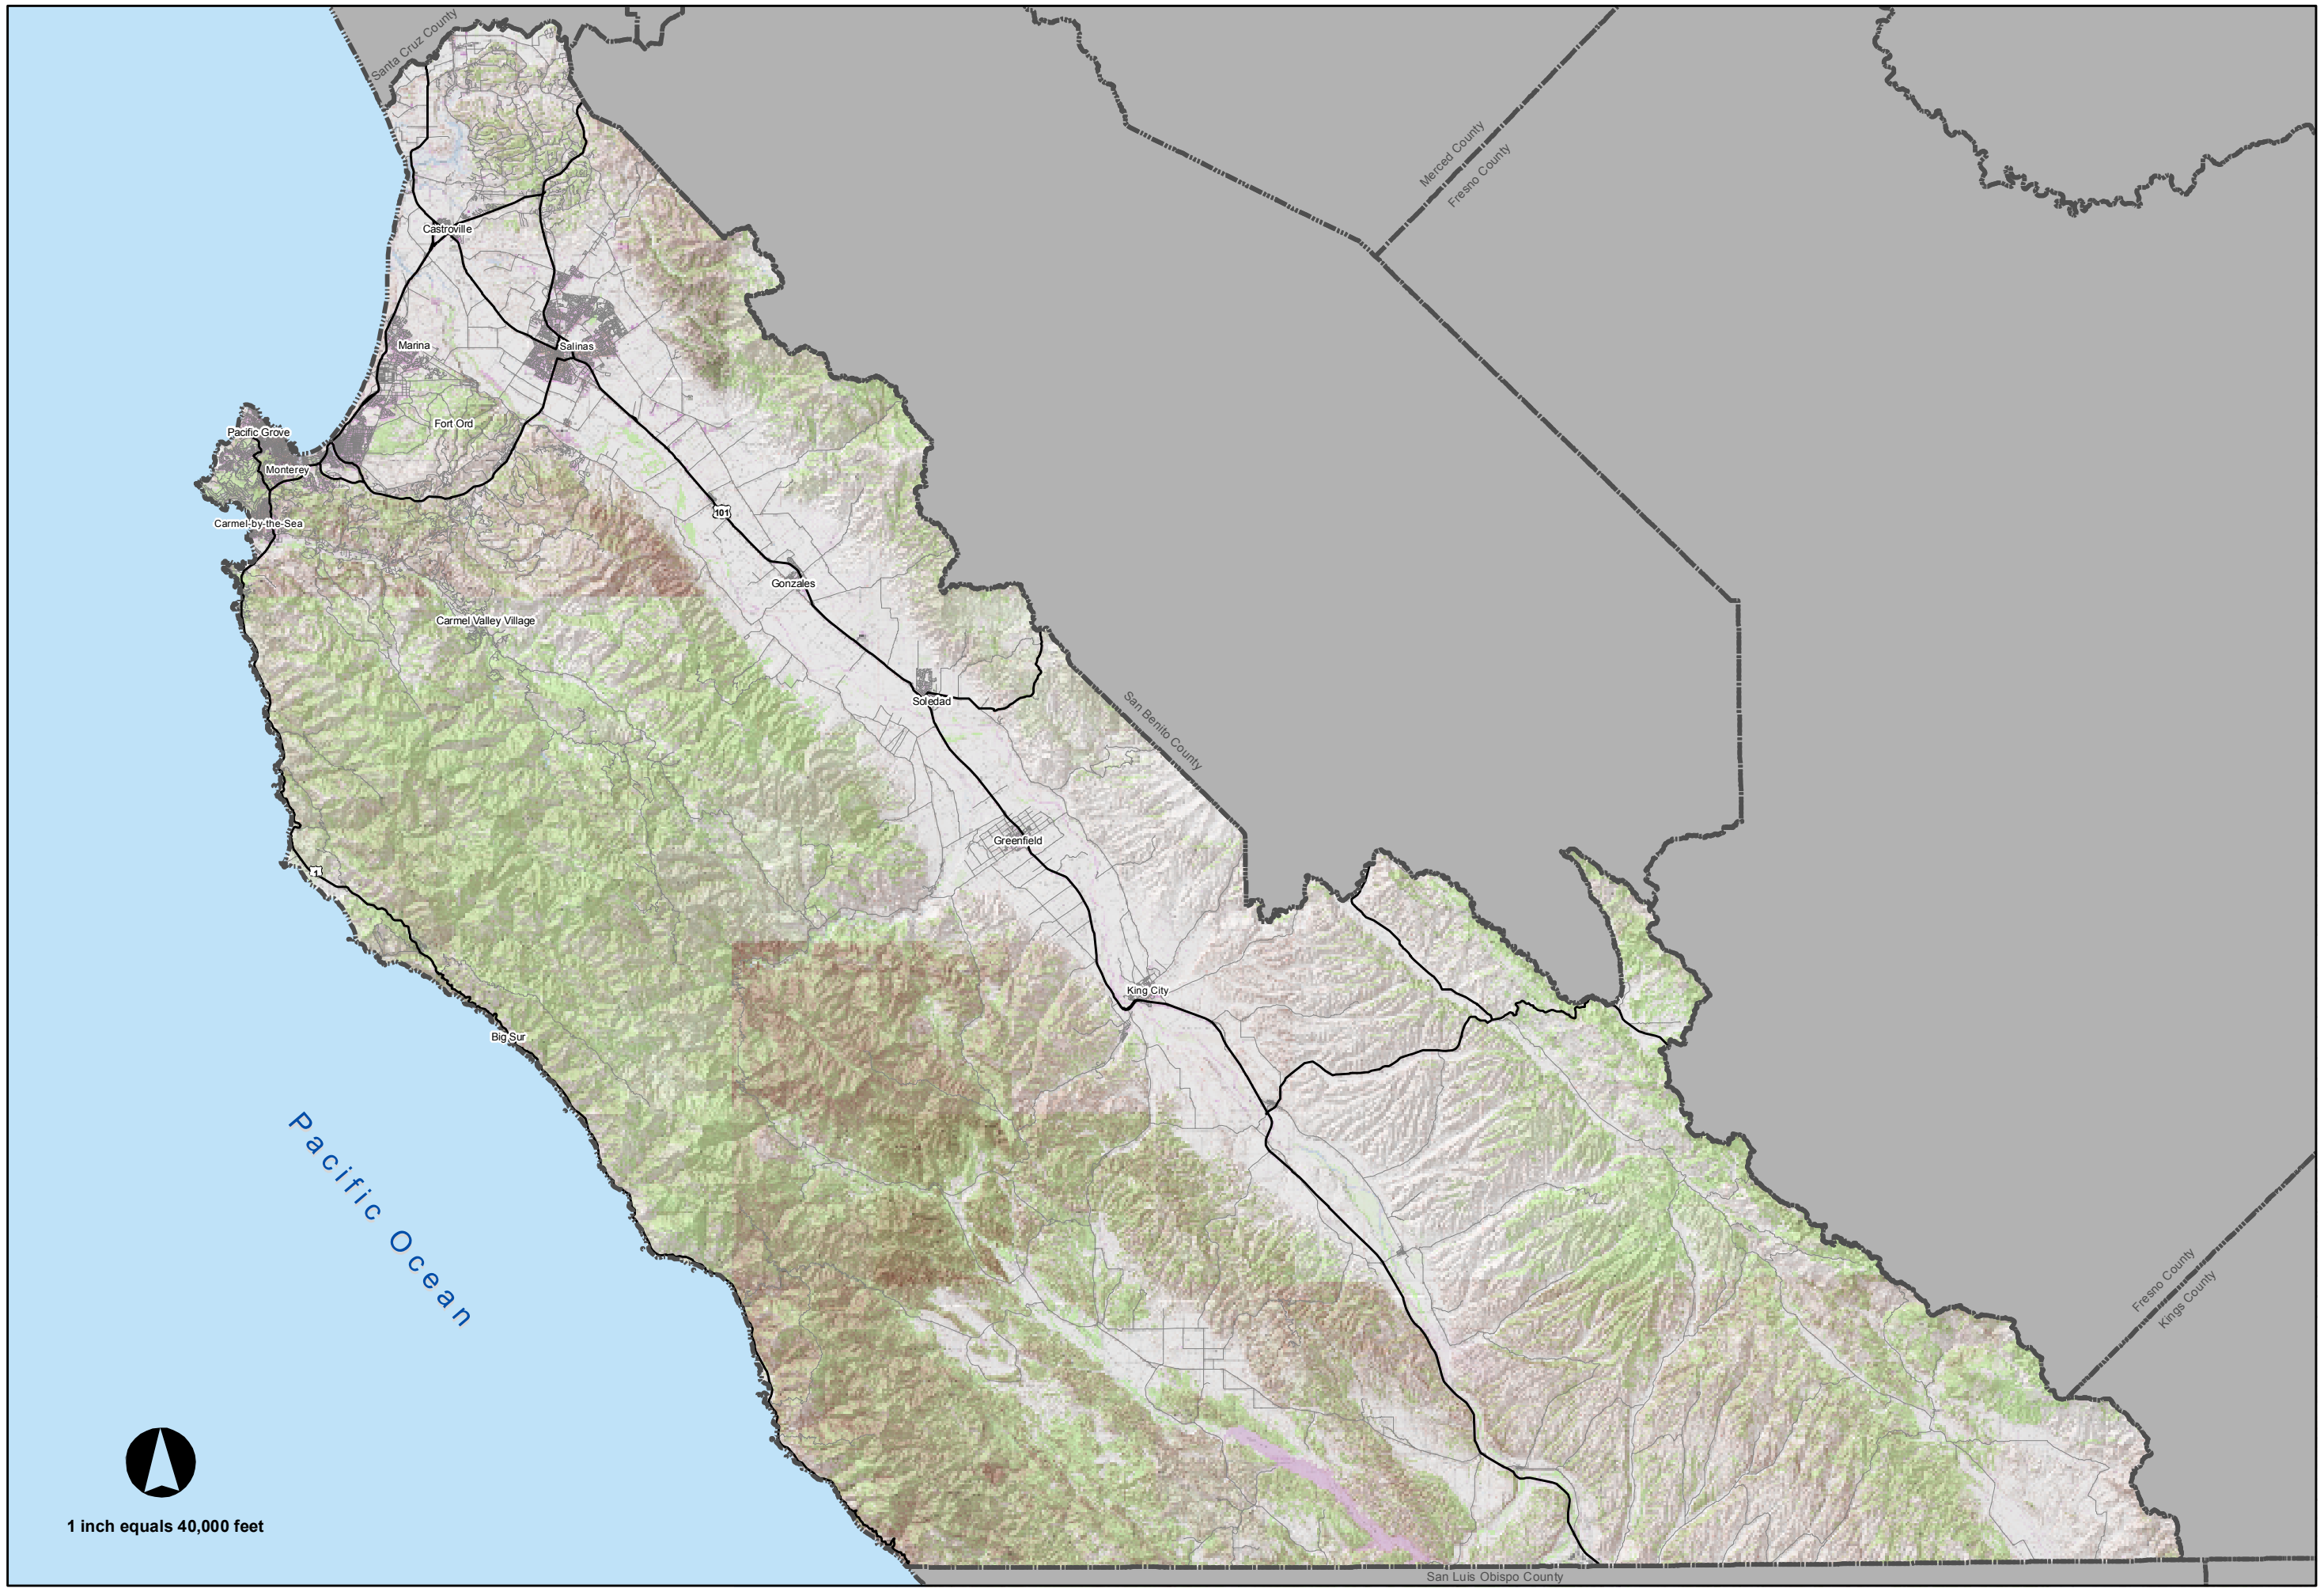 Santa Cruz County
Merced County
Fresno County
Castroville
Marina
Salinas
Fort Ord
Pacific Grove
Monterey
Carmel-by-the-Sea
101
Gonzales
Carmel Valley Village
Soledad
San Benito County
Greenfield
1
King City
Big Sur
Pacific Ocean
Fresno County
Kings County
1 inch equals 40,000 feet
San Luis Obispo County